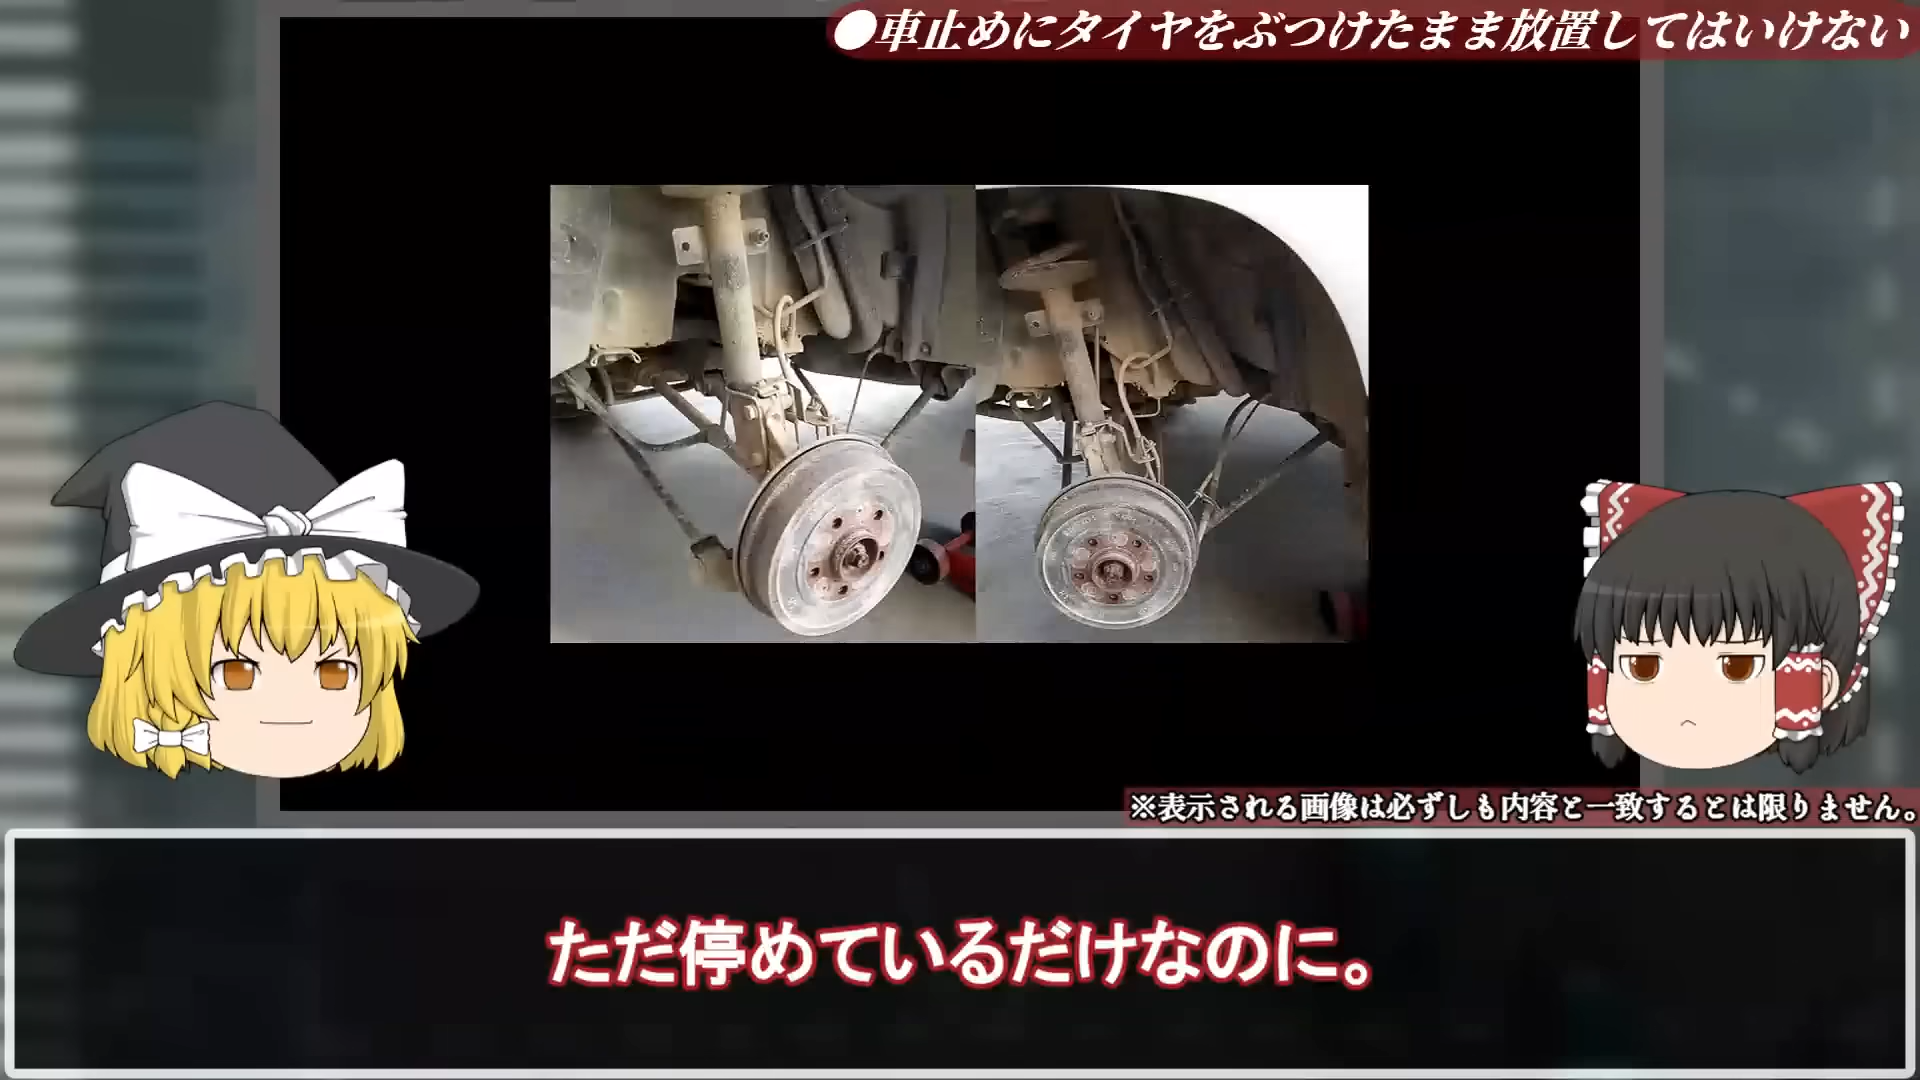 ●車止めにタイヤをぶつけたまま放置してはいけない
※表示される画像は必ずしも内容と一致するとは限りません。
ただ停めているだけなのに。